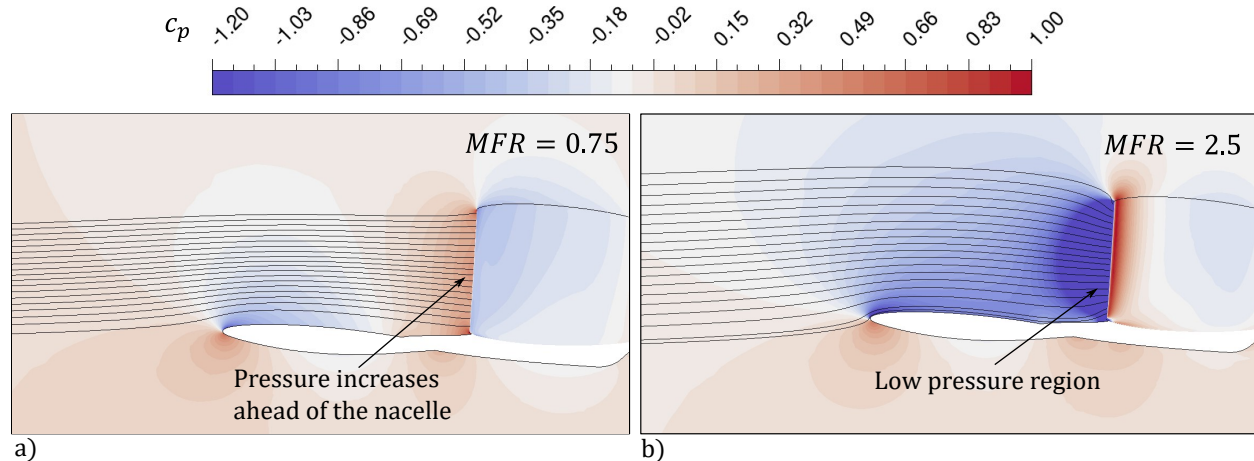 c_p -1.20 -1.03 -0.86 -0.69 -0.52 -0.35 -0.18 -0.02 0.15 0.32 0.49 0.66 0.83 1.00
MFR = 0.75
Pressure increases
ahead of the nacelle
a)
MFR = 2.5
Low pressure region
b)